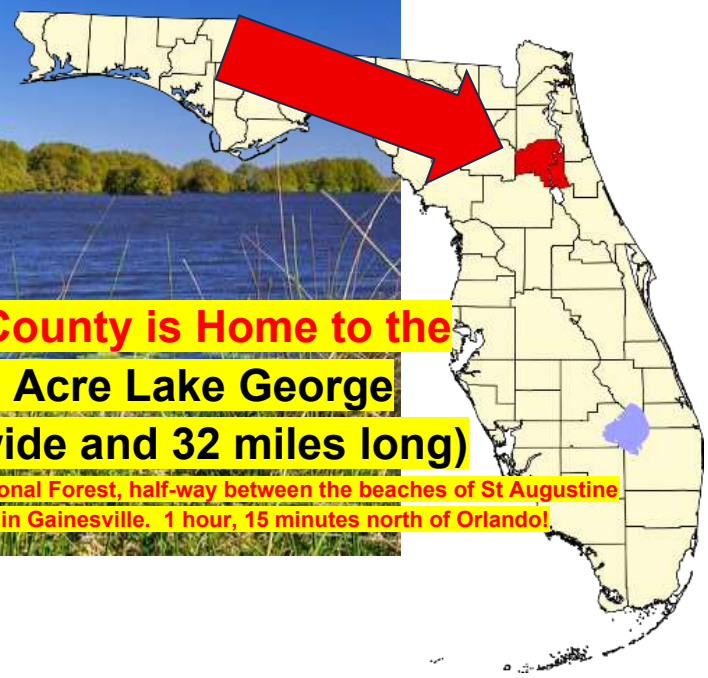 County is Home to the
Acre Lake George
ide and 32 miles long)
onal Forest, half-way between the beaches of St Augustine
in Gainesville. 1 hour, 15 minutes north of Orlando!